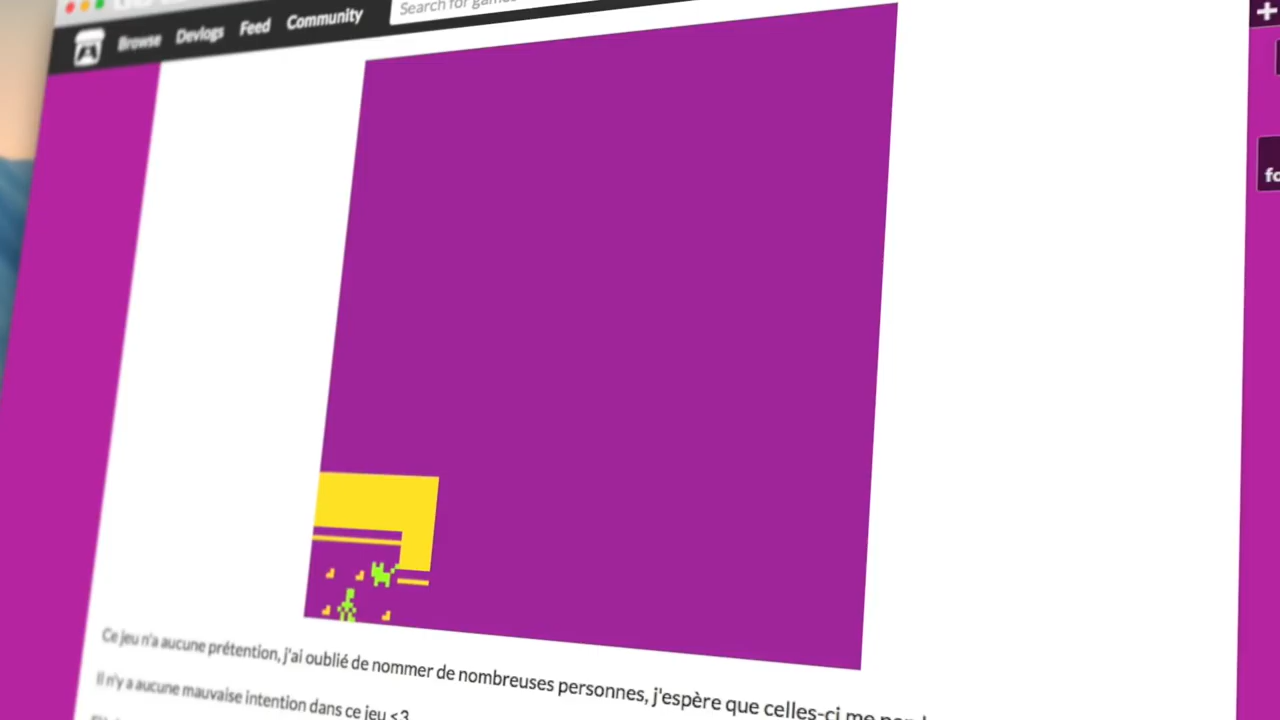 Browse Devlogs Feed Community
Search for
Ce jeu n'a aucune prétention, j'ai oublié de nommer de nombreuses personnes, j'espère que celles-ci me
Il n'y a aucune mauvaise intention dans ce jeu <3